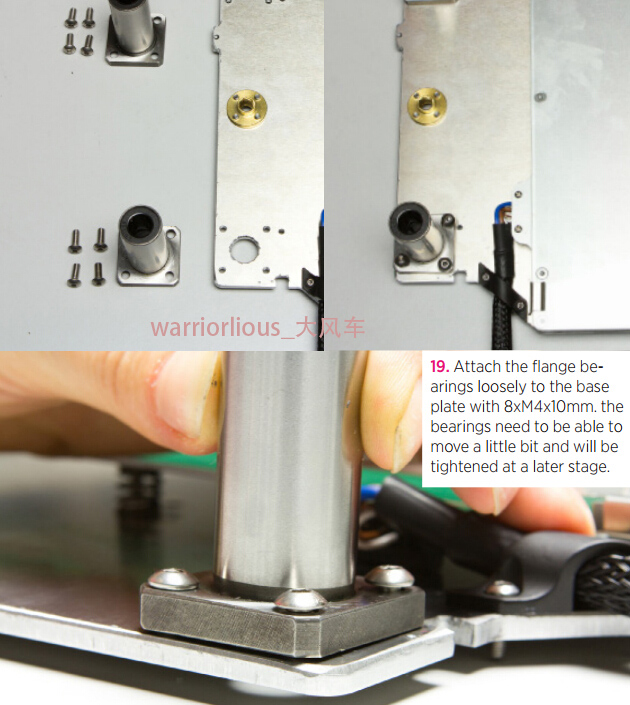 warriorlious_大风车
19. Attach the flange be-
arings loosely to the base
plate with 8xM4x10mm. the
bearings need to be able to
move a little bit and will be
tightened at a later stage.